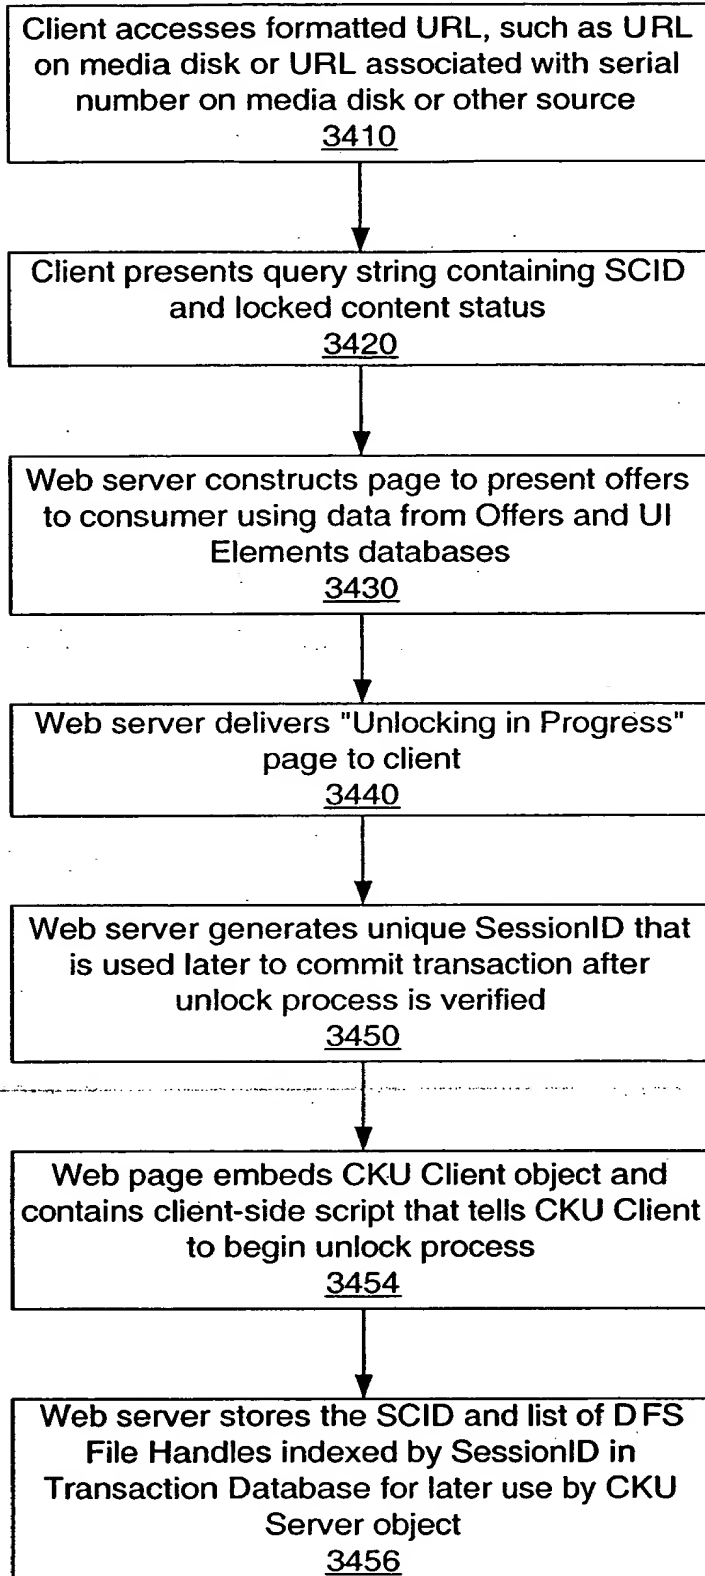 Client accesses formatted URL, such as URL
on media disk or URL associated with serial
number on media disk or other source
3410
Client presents query string containing SCID
and locked content status
3420
Web server constructs page to present offers
to consumer using data from Offers and UI
Elements databases
3430
Web server delivers "Unlocking in Progress"
page to client
3440
Web server generates unique SessionID that
is used later to commit transaction after
unlock process is verified
3450
Web page embeds CKU Client object and
contains client-side script that tells CKU Client
to begin unlock process
3454
Web server stores the SCID and list of DFS
File Handles indexed by SessionID in
Transaction Database for later use by CKU
Server object
3456